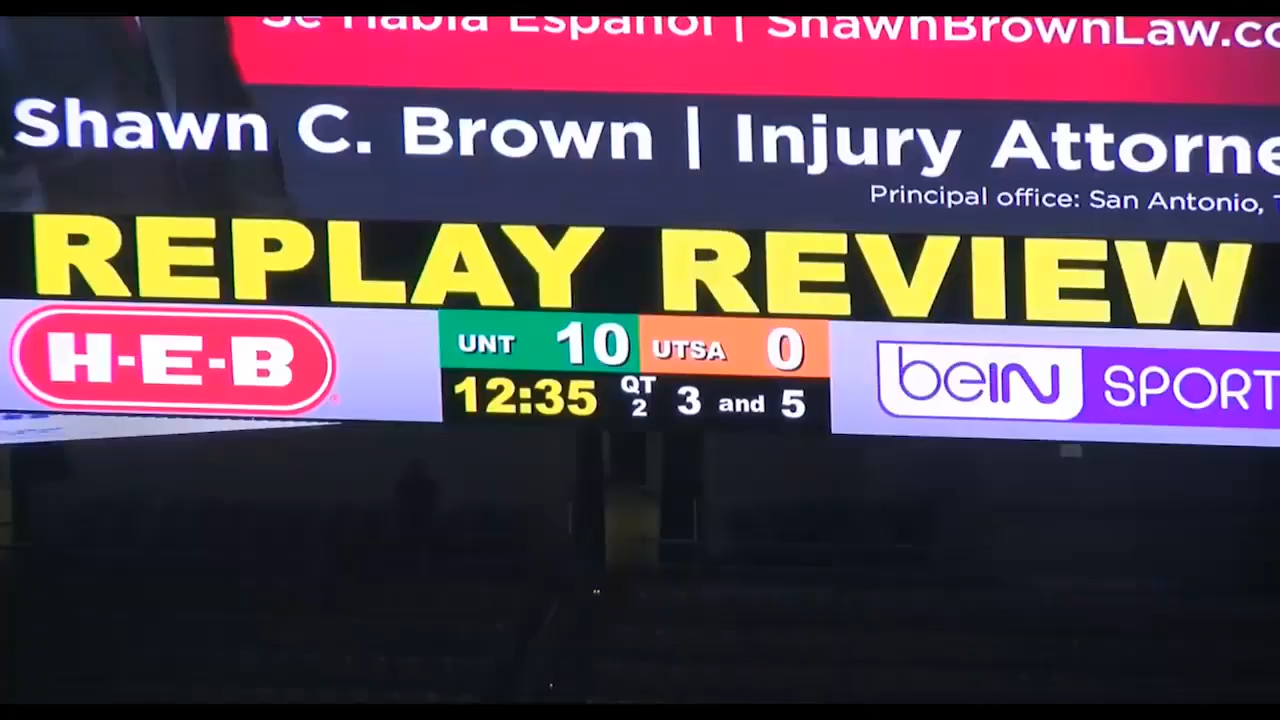 Se Habla Español | ShawnBrownLaw.co
Shawn C. Brown | Injury Attorne
Principal office: San Antonio, T
REPLAY REVIEW
H-E-B
UNT 10 UTSA 0
12:35 QT 2 3 and 5
beIN SPORT